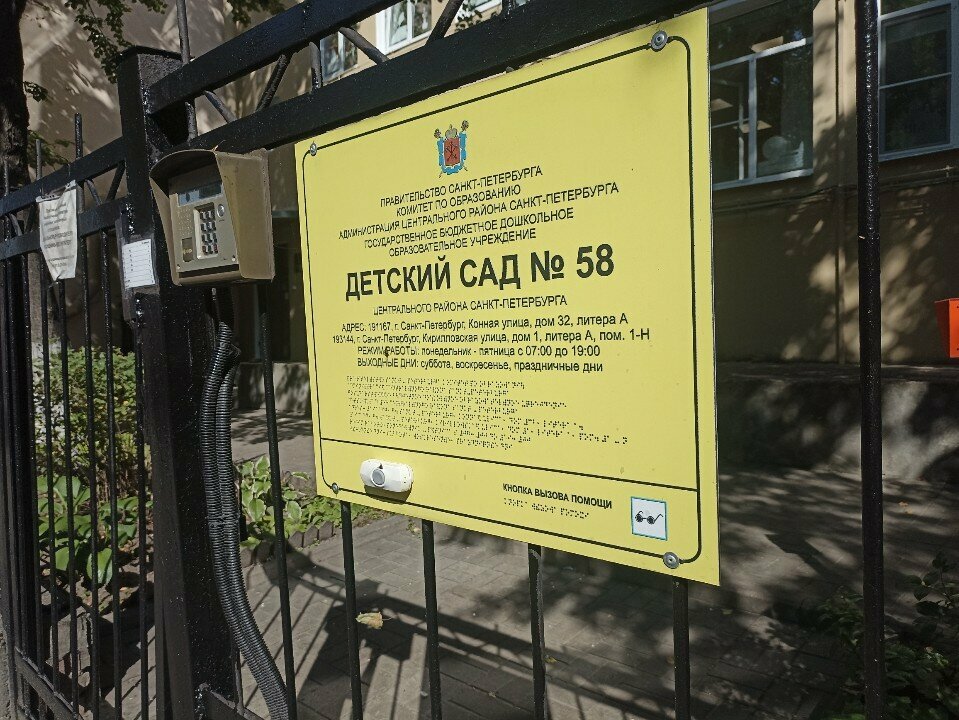 ПРАВИТЕЛЬСТВО САНКТ-ПЕТЕРБУРГА
КОМИТЕТ ПО ОБРАЗОВАНИЮ
АДМИНИСТРАЦИЯ ЦЕНТРАЛЬНОГО РАЙОНА САНКТ-ПЕТЕРБУРГА
ГОСУДАРСТВЕННОЕ БЮДЖЕТНОЕ ДОШКОЛЬНОЕ
ОБРАЗОВАТЕЛЬНОЕ УЧРЕЖДЕНИЕ
ДЕТСКИЙ САД № 58
ЦЕНТРАЛЬНОГО РАЙОНА САНКТ-ПЕТЕРБУРГА
АДРЕС: 191167, г. Санкт-Петербург, Конная улица, дом 32, литера А
193144, г. Санкт-Петербург, Кирилловская улица, дом 1, литера А, пом. 1-Н
РЕЖИМ РАБОТЫ: понедельник - пятница с 07:00 до 19:00
ВЫХОДНЫЕ ДНИ: суббота, воскресенье, праздничные дни
КНОПКА ВЫЗОВА ПОМОЩИ